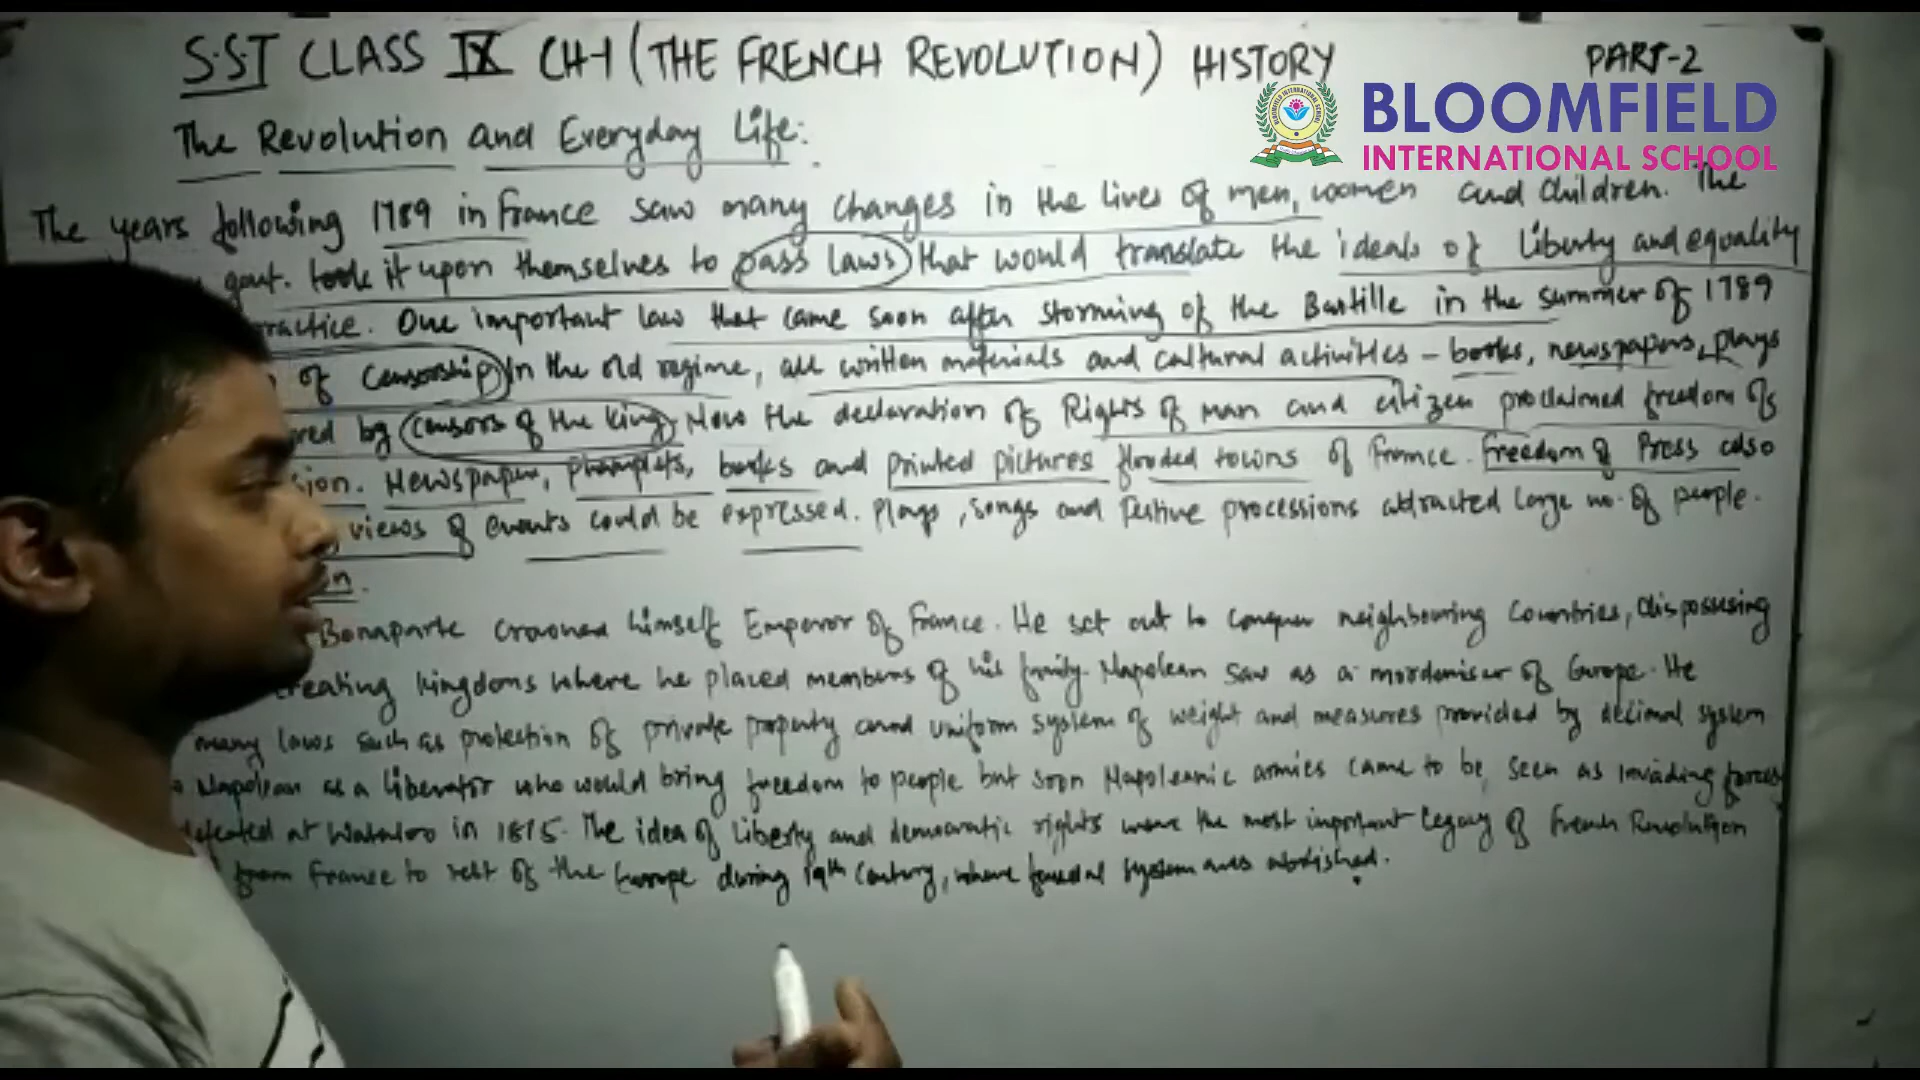 S.ST CLASS IX CH-1 (THE FRENCH REVOLUTION) HISTORY PART-2
BLOOMFIELD
INTERNATIONAL SCHOOL
The Revolution and Everyday Life:
The years following 1789 in france saw many changes in the lives of men, women and children. The
govt. took it upon themselves to pass laws that would translate the ideals of Liberty and equality
ractice. One important law that came soon after storming of the Bastille in the summer of 1789
of Censorship In the old regime, all written materials and cultural activities - books, newspapers, plays
red by censors of the king. Now the declaration of Rights of man and citizen proclaimed freedom of
sion. Newspaper, books and printed pictures flooded towns of France. freedom of Press also
views of events could be expressed. Plays, songs and festive processions attracted large no. of people.
on.
Bonaparte crowned himself Emperor of France. He set out to conquer neighbouring Countries, dispossesing
creating kingdoms where he placed members of his family. Napolean saw as a of Europe. He
many laws such as protection of private property and uniform system of weight and measures provided by decimal system
Napolean as a liberator who would bring freedom to people but soon Napoleanic armies came to be seen as invading forces
defeated at in 1815. The idea of liberty and democratic rights were the most important legacy of French Revolution
from France to rest of the Europe during 19th Century, where system was abolished.